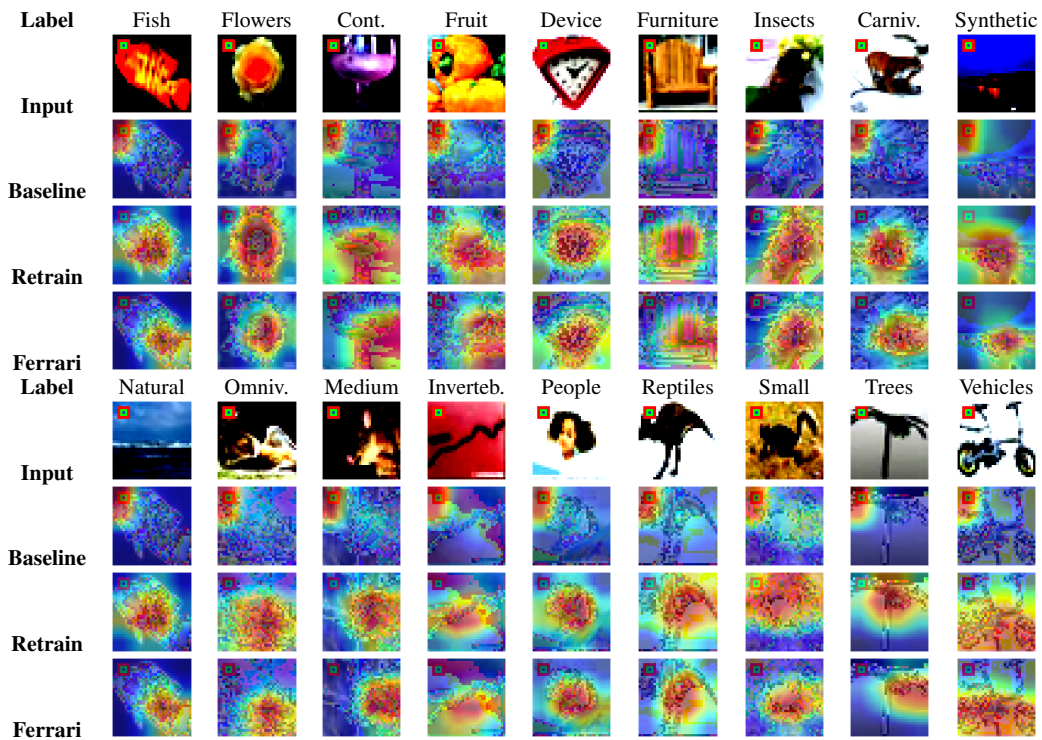 Label Fish Flowers Cont. Fruit Device Furniture Insects Carniv. Synthetic
Input
Baseline
Retrain
Ferrari
Label Natural Omniv. Medium Inverteb. People Reptiles Small Trees Vehicles
Input
Baseline
Retrain
Ferrari